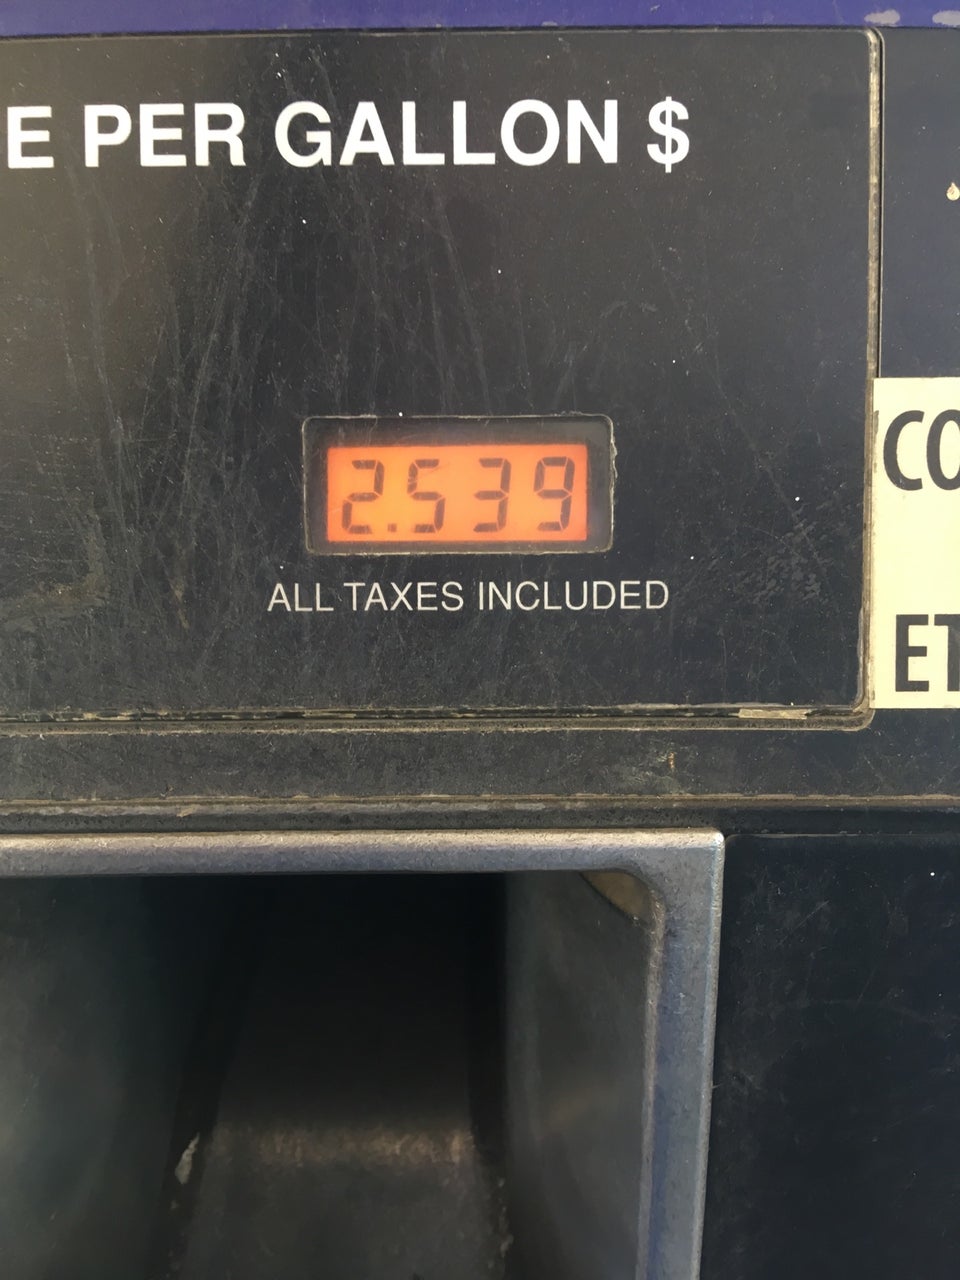 E PER GALLON $
2.539
ALL TAXES INCLUDED
CO
ET